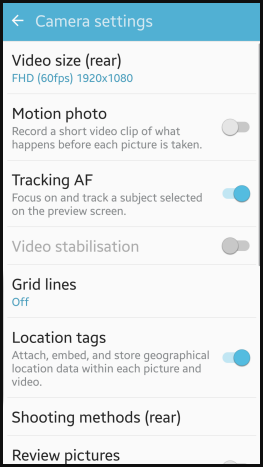 Camera settings
Video size (rear)
FHD (60fps) 1920x1080
Motion photo
Record a short video clip of what
happens before each picture is taken.
Tracking AF
Focus on and track a subject selected
on the preview screen.
Video stabilisation
Grid lines
Off
Location tags
Attach, embed, and store geographical
location data within each picture and
video.
Shooting methods (rear)
Review pictures